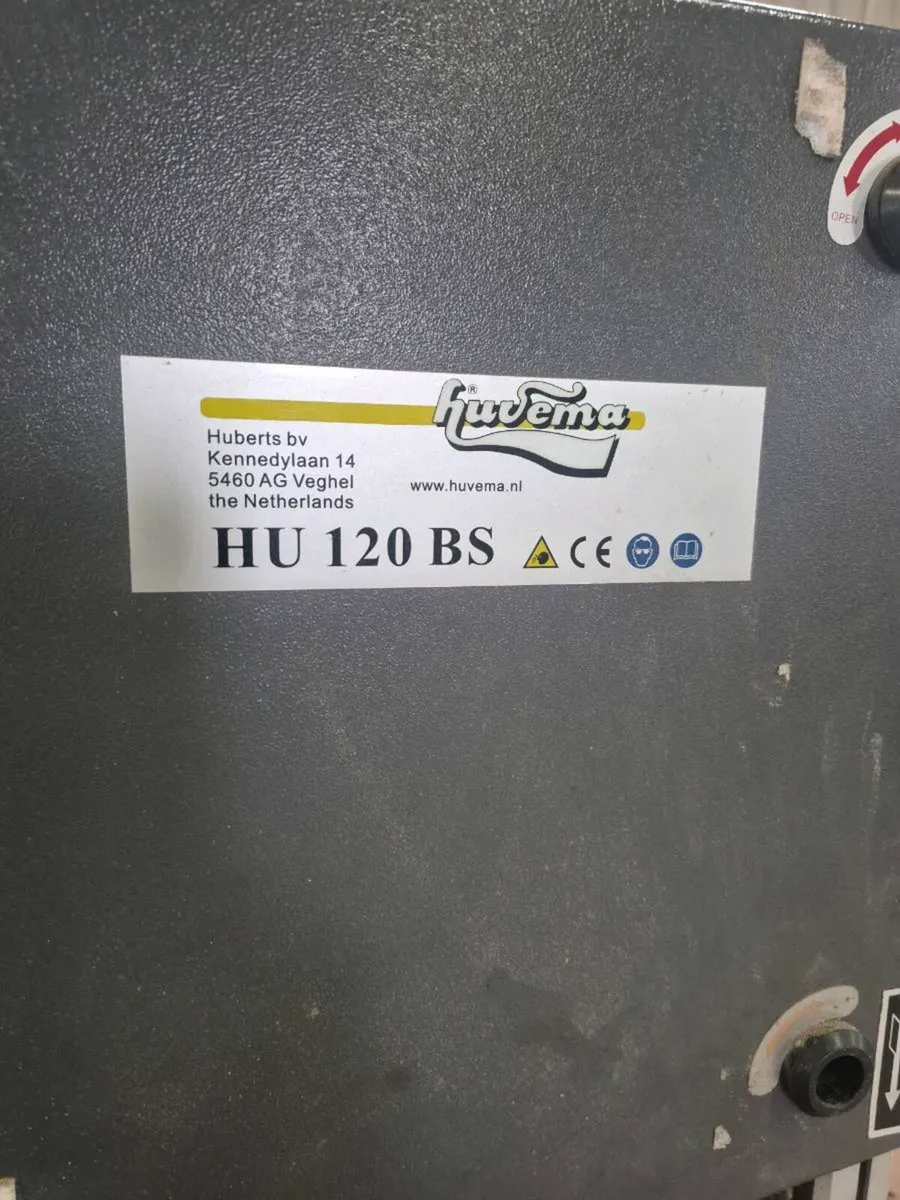 OPEN
huvema®
Huberts bv
Kennedylaan 14
5460 AG Veghel
the Netherlands
www.huvema.nl
HU 120 BS
CE